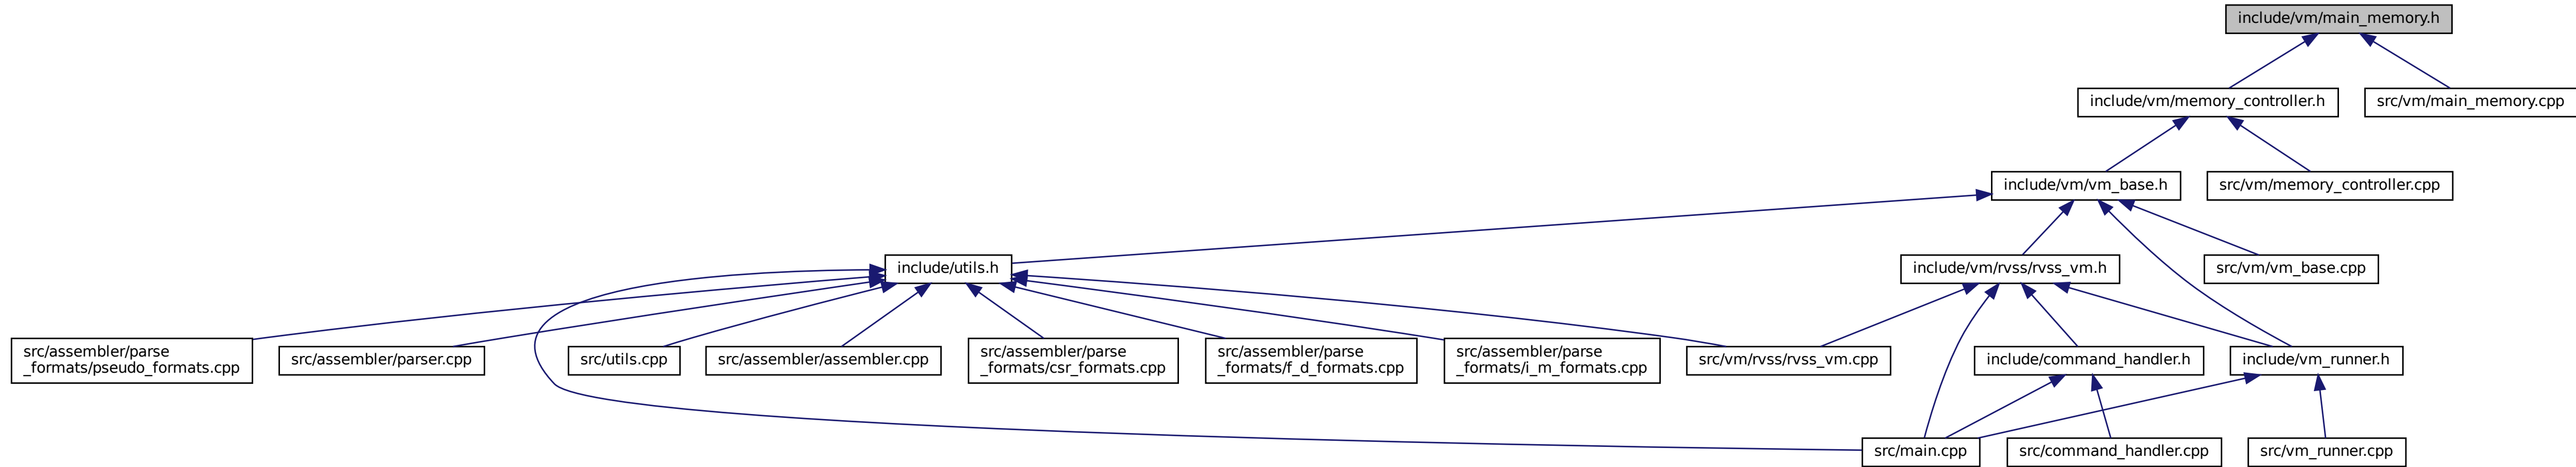 include/vm/main_memory.h
include/vm/memory_controller.h
src/vm/main_memory.cpp
include/vm/vm_base.h
src/vm/memory_controller.cpp
include/utils.h
include/vm/rvss/rvss_vm.h
src/vm/vm_base.cpp
src/assembler/parse
_formats/pseudo_formats.cpp
src/assembler/parser.cpp
src/utils.cpp
src/assembler/assembler.cpp
src/assembler/parse
_formats/csr_formats.cpp
src/assembler/parse
_formats/f_d_formats.cpp
src/assembler/parse
_formats/i_m_formats.cpp
src/vm/rvss/rvss_vm.cpp
include/command_handler.h
include/vm_runner.h
src/main.cpp
src/command_handler.cpp
src/vm_runner.cpp